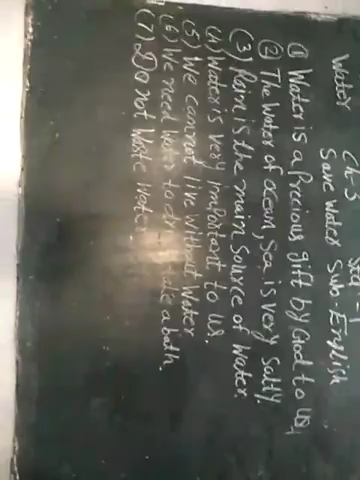 Water Ch-3 Std-1
Save Water Sub-English
① Water is a Precious gift by God to us,
② The Water of ocean, Sea is very Salty.
(3) Rain is the main Source of Water.
(4) Water is very important to us.
(5) We cannot live without Water
(6) We need Water to take a bath.
(7) Do not Waste Water.